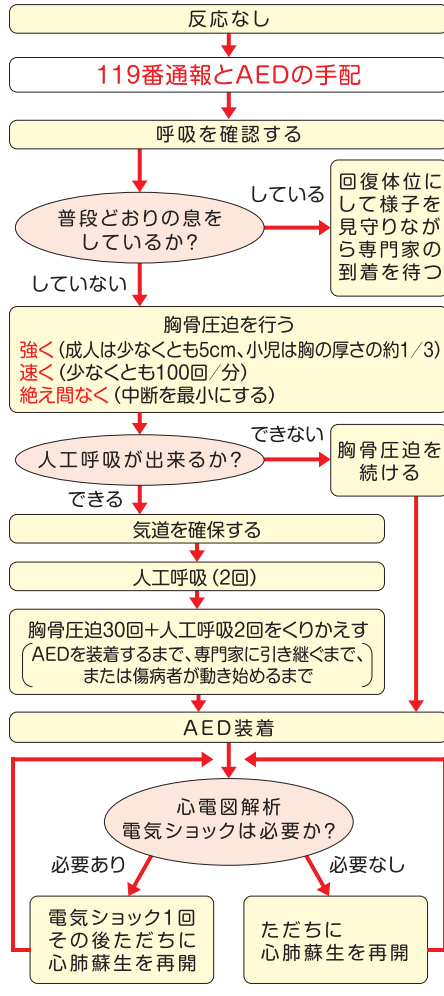 反応なし
119番通報とAEDの手配
呼吸を確認する
普段どおりの息を
しているか？
している
回復体位に
して様子を
見守りなが
ら専門家の
到着を待つ
していない
胸骨圧迫を行う
強く（成人は少なくとも5cm、小児は胸の厚さの約1/3）
速く（少なくとも100回/分）
絶え間なく（中断を最小にする）
人工呼吸が出来るか？
できない
胸骨圧迫を
続ける
できる
気道を確保する
人工呼吸（2回）
胸骨圧迫30回＋人工呼吸2回をくりかえす
（AEDを装着するまで、専門家に引き継ぐまで、
または傷病者が動き始めるまで）
AED装着
心電図解析
電気ショックは必要か？
必要あり
必要なし
電気ショック1回
その後ただちに
心肺蘇生を再開
ただちに
心肺蘇生を再開